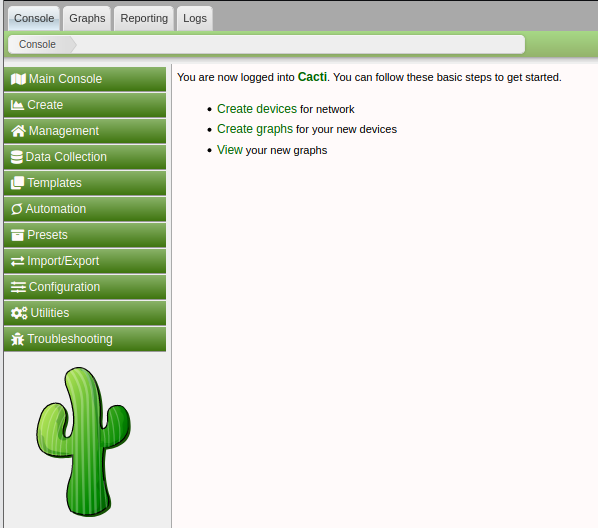 Console Graphs Reporting Logs
Console
Main Console
Create
Management
Data Collection
Templates
Automation
Presets
Import/Export
Configuration
Utilities
Troubleshooting
You are now logged into Cacti. You can follow these basic steps to get started.
Create devices for network
Create graphs for your new devices
View your new graphs